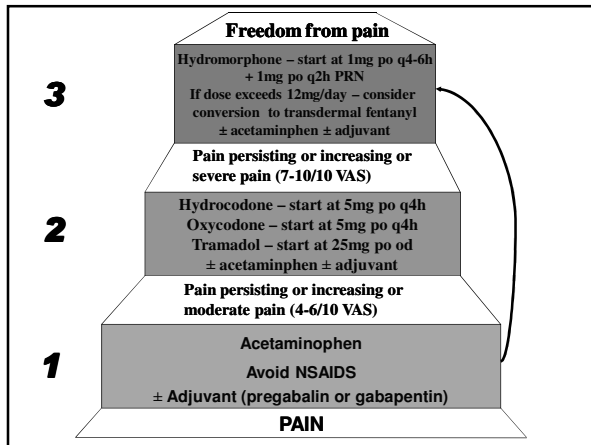 Freedom from pain
3
Hydromorphone – start at 1mg po q4-6h
+ 1mg po q2h PRN
If dose exceeds 12mg/day – consider
conversion to transdermal fentanyl
± acetaminphen ± adjuvant
Pain persisting or increasing or
severe pain (7-10/10 VAS)
2
Hydrocodone – start at 5mg po q4h
Oxycodone – start at 5mg po q4h
Tramadol – start at 25mg po od
± acetaminphen ± adjuvant
Pain persisting or increasing or
moderate pain (4-6/10 VAS)
1
Acetaminophen
Avoid NSAIDS
± Adjuvant (pregabalin or gabapentin)
PAIN